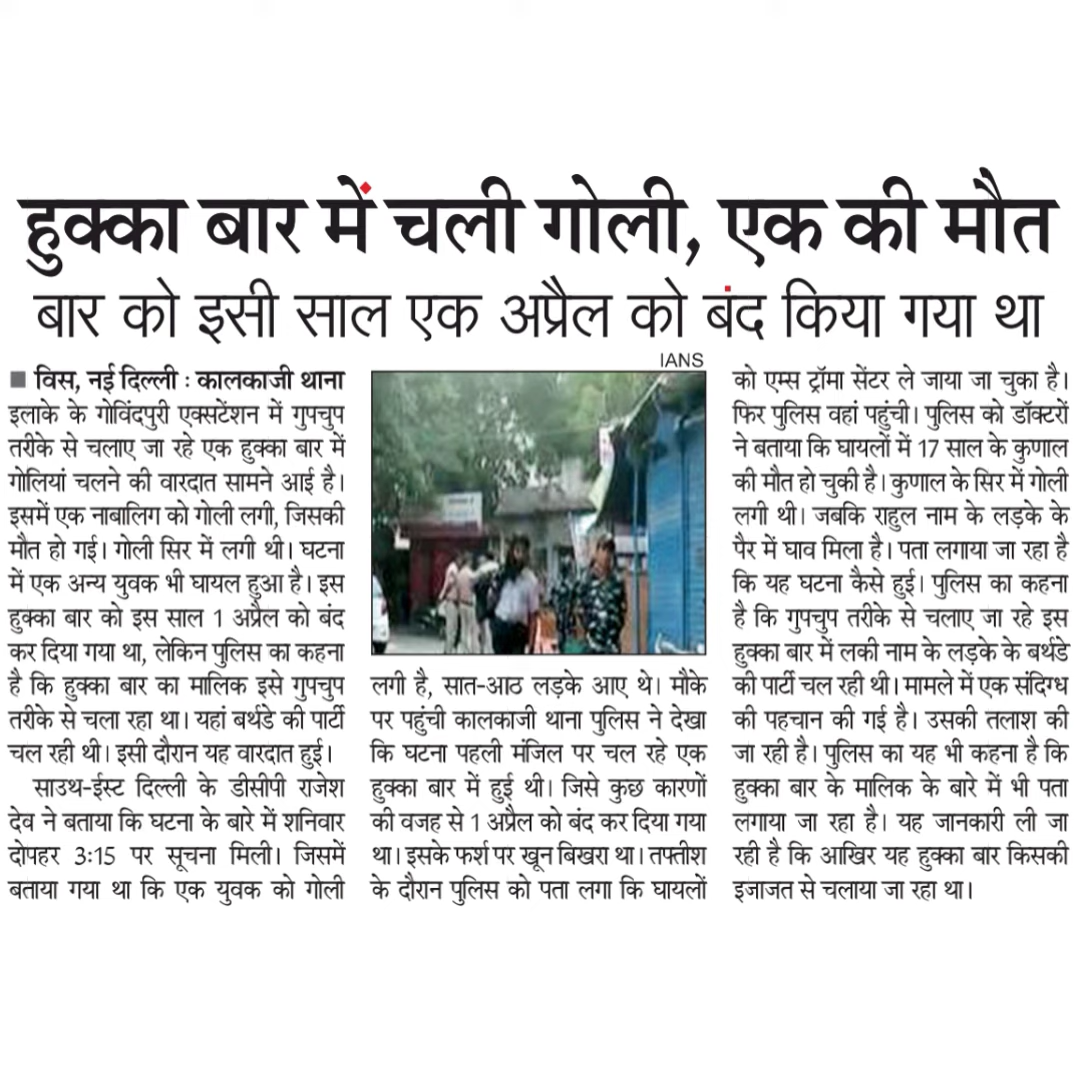 हुक्का बार में चली गोली, एक की मौत
बार को इसी साल एक अप्रैल को बंद किया गया था
IANS
■ विस, नई दिल्ली : कालकाजी थाना
इलाके के गोविंदपुरी एक्सटेंशन में गुपचुप
तरीके से चलाए जा रहे एक हुक्का बार में
गोलियां चलने की वारदात सामने आई है।
इसमें एक नाबालिग को गोली लगी, जिसकी
मौत हो गई। गोली सिर में लगी थी। घटना
में एक अन्य युवक भी घायल हुआ है। इस
हुक्का बार को इस साल 1 अप्रैल को बंद
कर दिया गया था, लेकिन पुलिस का कहना
है कि हुक्का बार का मालिक इसे गुपचुप
तरीके से चला रहा था। यहां बर्थडे की पार्टी
चल रही थी। इसी दौरान यह वारदात हुई।
साउथ-ईस्ट दिल्ली के डीसीपी राजेश
देव ने बताया कि घटना के बारे में शनिवार
दोपहर 3:15 पर सूचना मिली। जिसमें
बताया गया था कि एक युवक को गोली
लगी है, सात-आठ लड़के आए थे। मौके
पर पहुंची कालकाजी थाना पुलिस ने देखा
कि घटना पहली मंजिल पर चल रहे एक
हुक्का बार में हुई थी। जिसे कुछ कारणों
की वजह से 1 अप्रैल को बंद कर दिया गया
था। इसके फर्श पर खून बिखरा था। तफ्तीश
के दौरान पुलिस को पता लगा कि घायलों
को एम्स ट्रॉमा सेंटर ले जाया जा चुका है।
फिर पुलिस वहां पहुंची। पुलिस को डॉक्टरों
ने बताया कि घायलों में 17 साल के कुणाल
की मौत हो चुकी है। कुणाल के सिर में गोली
लगी थी। जबकि राहुल नाम के लड़के के
पैर में घाव मिला है। पता लगाया जा रहा है
कि यह घटना कैसे हुई। पुलिस का कहना
है कि गुपचुप तरीके से चलाए जा रहे इस
हुक्का बार में लकी नाम के लड़के के बर्थडे
की पार्टी चल रही थी। मामले में एक संदिग्ध
की पहचान की गई है। उसकी तलाश की
जा रही है। पुलिस का यह भी कहना है कि
हुक्का बार के मालिक के बारे में भी पता
लगाया जा रहा है। यह जानकारी ली जा
रही है कि आखिर यह हुक्का बार किसकी
इजाजत से चलाया जा रहा था।